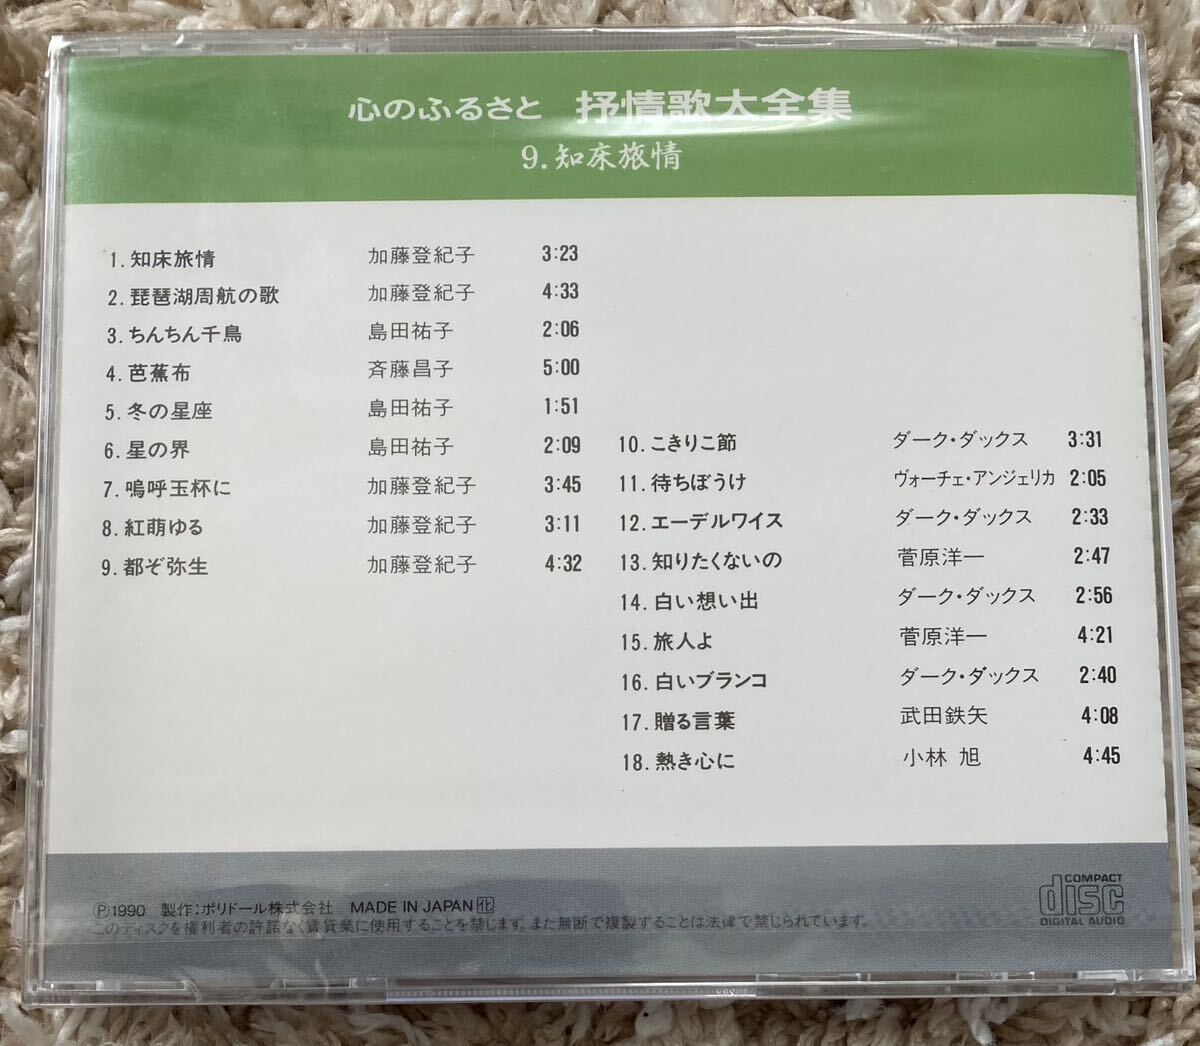 心のふるさと 抒情歌大全集
9.知床旅情
1.知床旅情 加藤登紀子 3:23
2.琵琶湖周航の歌 加藤登紀子 4:33
3.ちんちん千鳥 島田祐子 2:06
4.芭蕉布 斉藤昌子 5:00
5.冬の星座 島田祐子 1:51
6.星の界 島田祐子 2:09
7.嗚呼玉杯に 加藤登紀子 3:45
8.紅萌ゆる 加藤登紀子 3:11
9.都ぞ弥生 加藤登紀子 4:32
10.こきりこ節 ダーク・ダックス 3:31
11.待ちぼうけ ヴォーチェ・アンジェリカ 2:05
12.エーデルワイス ダーク・ダックス 2:33
13.知りたくないの 菅原洋一 2:47
14.白い想い出 ダーク・ダックス 2:56
15.旅人よ 菅原洋一 4:21
16.白いブランコ ダーク・ダックス 2:40
17.贈る言葉 武田鉄矢 4:08
18.熱き心に 小林 旭 4:45
Ⓟ1990 製作:ポリドール株式会社 MADE IN JAPAN 化
このディスクを権利者の許諾なく賃貸業に使用することを禁じます。また無断で複製することは法律で禁じられています。
COMPACT
disc
DIGITAL AUDIO